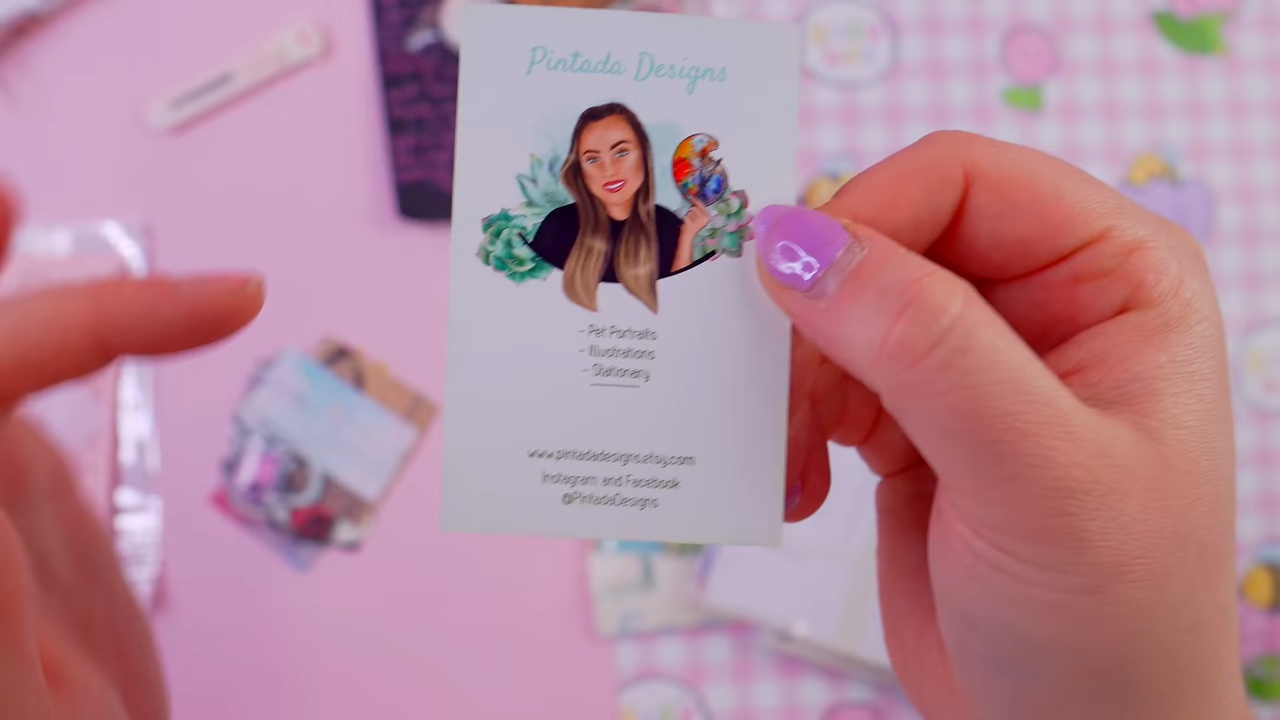 Pintada Designs
- Pet Portraits
- Illustrations
- Stationary
www.pintadadesigns.etsy.com
Instagram and Facebook
@PintadaDesigns